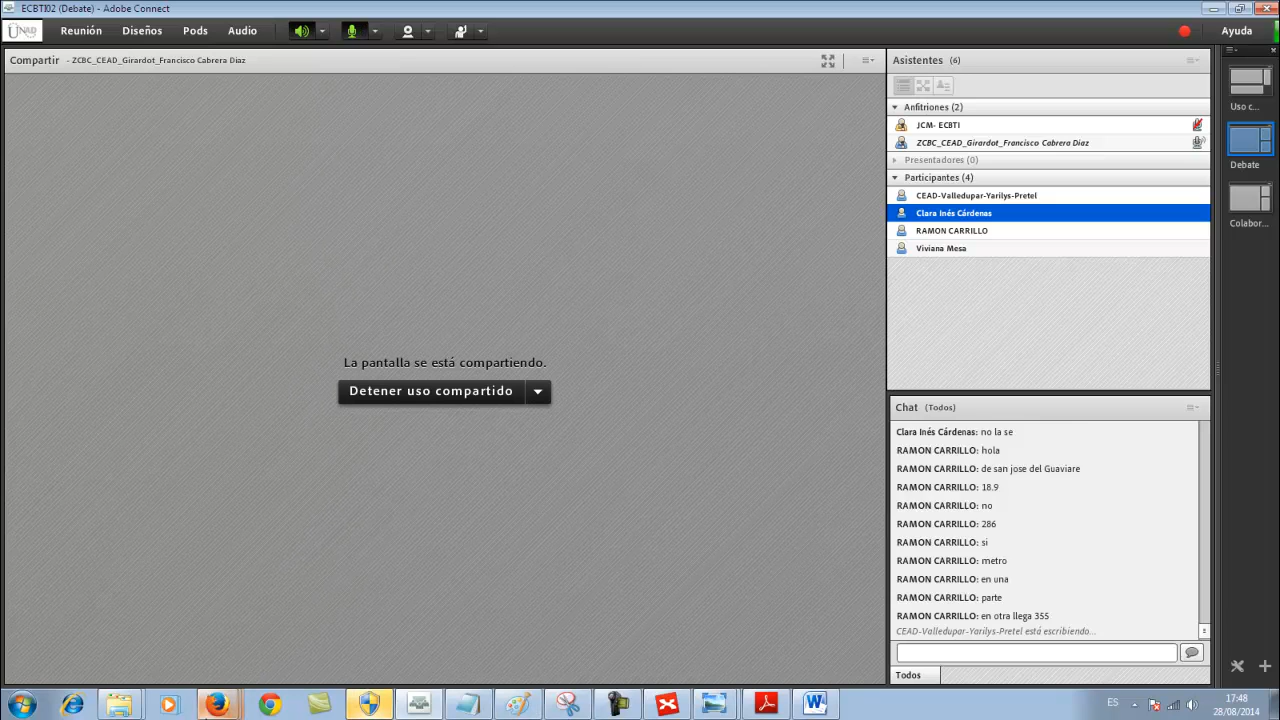 ECBTI02 (Debate) - Adobe Connect
UNAD
Reunión Diseños Pods Audio Ayuda
Compartir - ZCBC_CEAD_Girardot_Francisco Cabrera Diaz
La pantalla se está compartiendo.
Detener uso compartido
Asistentes (6)
Anfitriones (2)
JCM- ECBTI
ZCBC_CEAD_Girardot_Francisco Cabrera Diaz
Presentadores (0)
Participantes (4)
CEAD-Valledupar-Yarilys-Pretel
Clara Inés Cárdenas
RAMON CARRILLO
Viviana Mesa
Chat (Todos)
Clara Inés Cárdenas: no la se
RAMON CARRILLO: hola
RAMON CARRILLO: de san jose del Guaviare
RAMON CARRILLO: 18.9
RAMON CARRILLO: no
RAMON CARRILLO: 286
RAMON CARRILLO: si
RAMON CARRILLO: metro
RAMON CARRILLO: en una
RAMON CARRILLO: parte
RAMON CARRILLO: en otra llega 355
CEAD-Valledupar-Yarilys-Pretel está escribiendo...
Todos
Uso c...
Debate
Colabor...
ES
17:48
28/08/2014